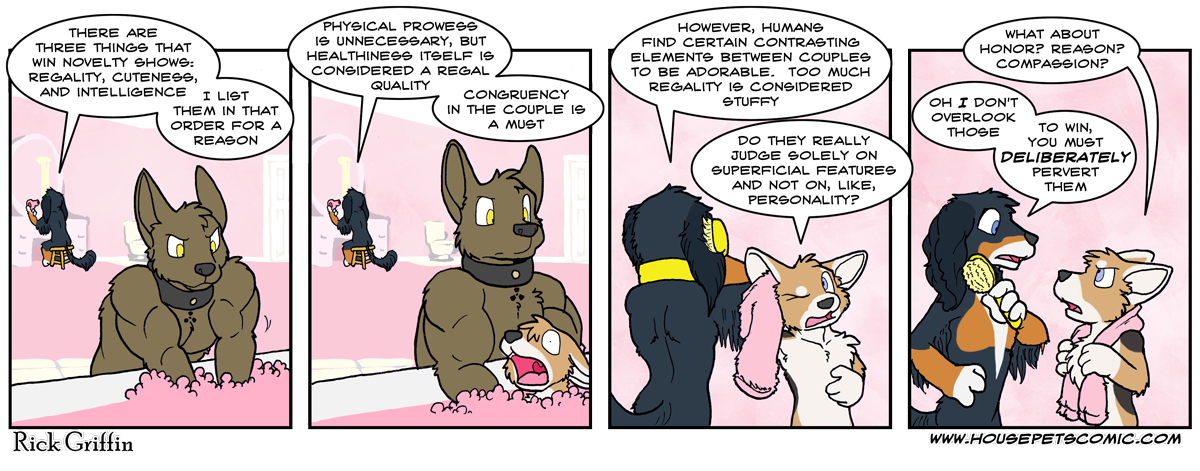 THERE ARE
THREE THINGS THAT
WIN NOVELTY SHOWS:
REGALITY, CUTENESS,
AND INTELLIGENCE
I LIST
THEM IN THAT
ORDER FOR A
REASON
PHYSICAL PROWESS
IS UNNECESSARY, BUT
HEALTHINESS ITSELF IS
CONSIDERED A REGAL
QUALITY
CONGRUENCY
IN THE COUPLE IS
A MUST
HOWEVER, HUMANS
FIND CERTAIN CONTRASTING
ELEMENTS BETWEEN COUPLES
TO BE ADORABLE. TOO MUCH
REGALITY IS CONSIDERED
STUFFY
DO THEY REALLY
JUDGE SOLELY ON
SUPERFICIAL FEATURES
AND NOT ON, LIKE,
PERSONALITY?
WHAT ABOUT
HONOR? REASON?
COMPASSION?
OH I DON'T
OVERLOOK
THOSE
TO WIN,
YOU MUST
DELIBERATELY
PERVERT
THEM
Rick Griffin
WWW.HOUSEPETSCOMIC.COM